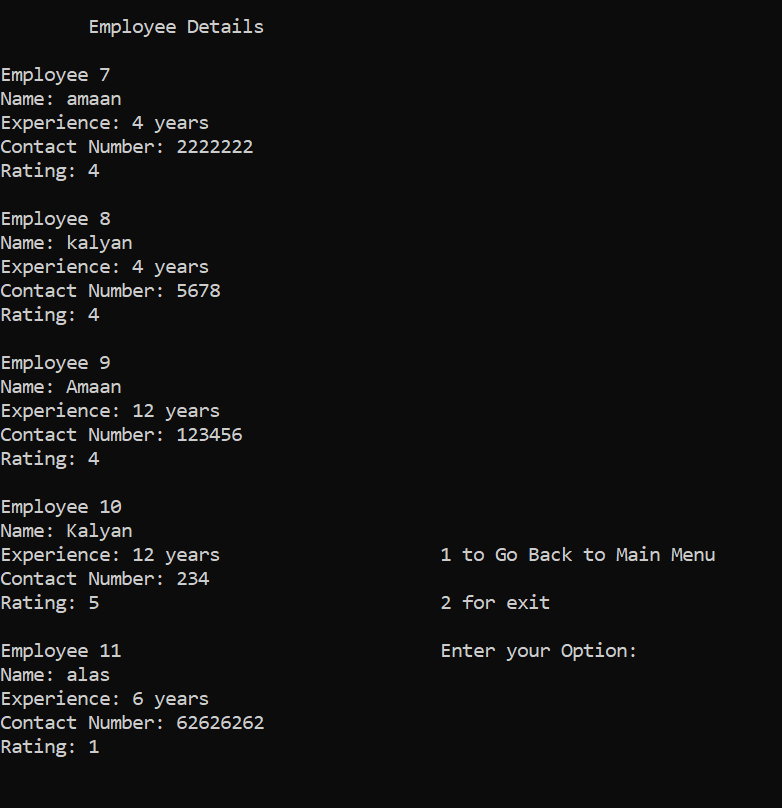 Employee Details
Employee 7
Name: amaan
Experience: 4 years
Contact Number: 2222222
Rating: 4
Employee 8
Name: kalyan
Experience: 4 years
Contact Number: 5678
Rating: 4
Employee 9
Name: Amaan
Experience: 12 years
Contact Number: 123456
Rating: 4
Employee 10
Name: Kalyan
Experience: 12 years
Contact Number: 234
Rating: 5
Employee 11
Name: alas
Experience: 6 years
Contact Number: 62626262
Rating: 1
1 to Go Back to Main Menu
2 for exit
Enter your Option: